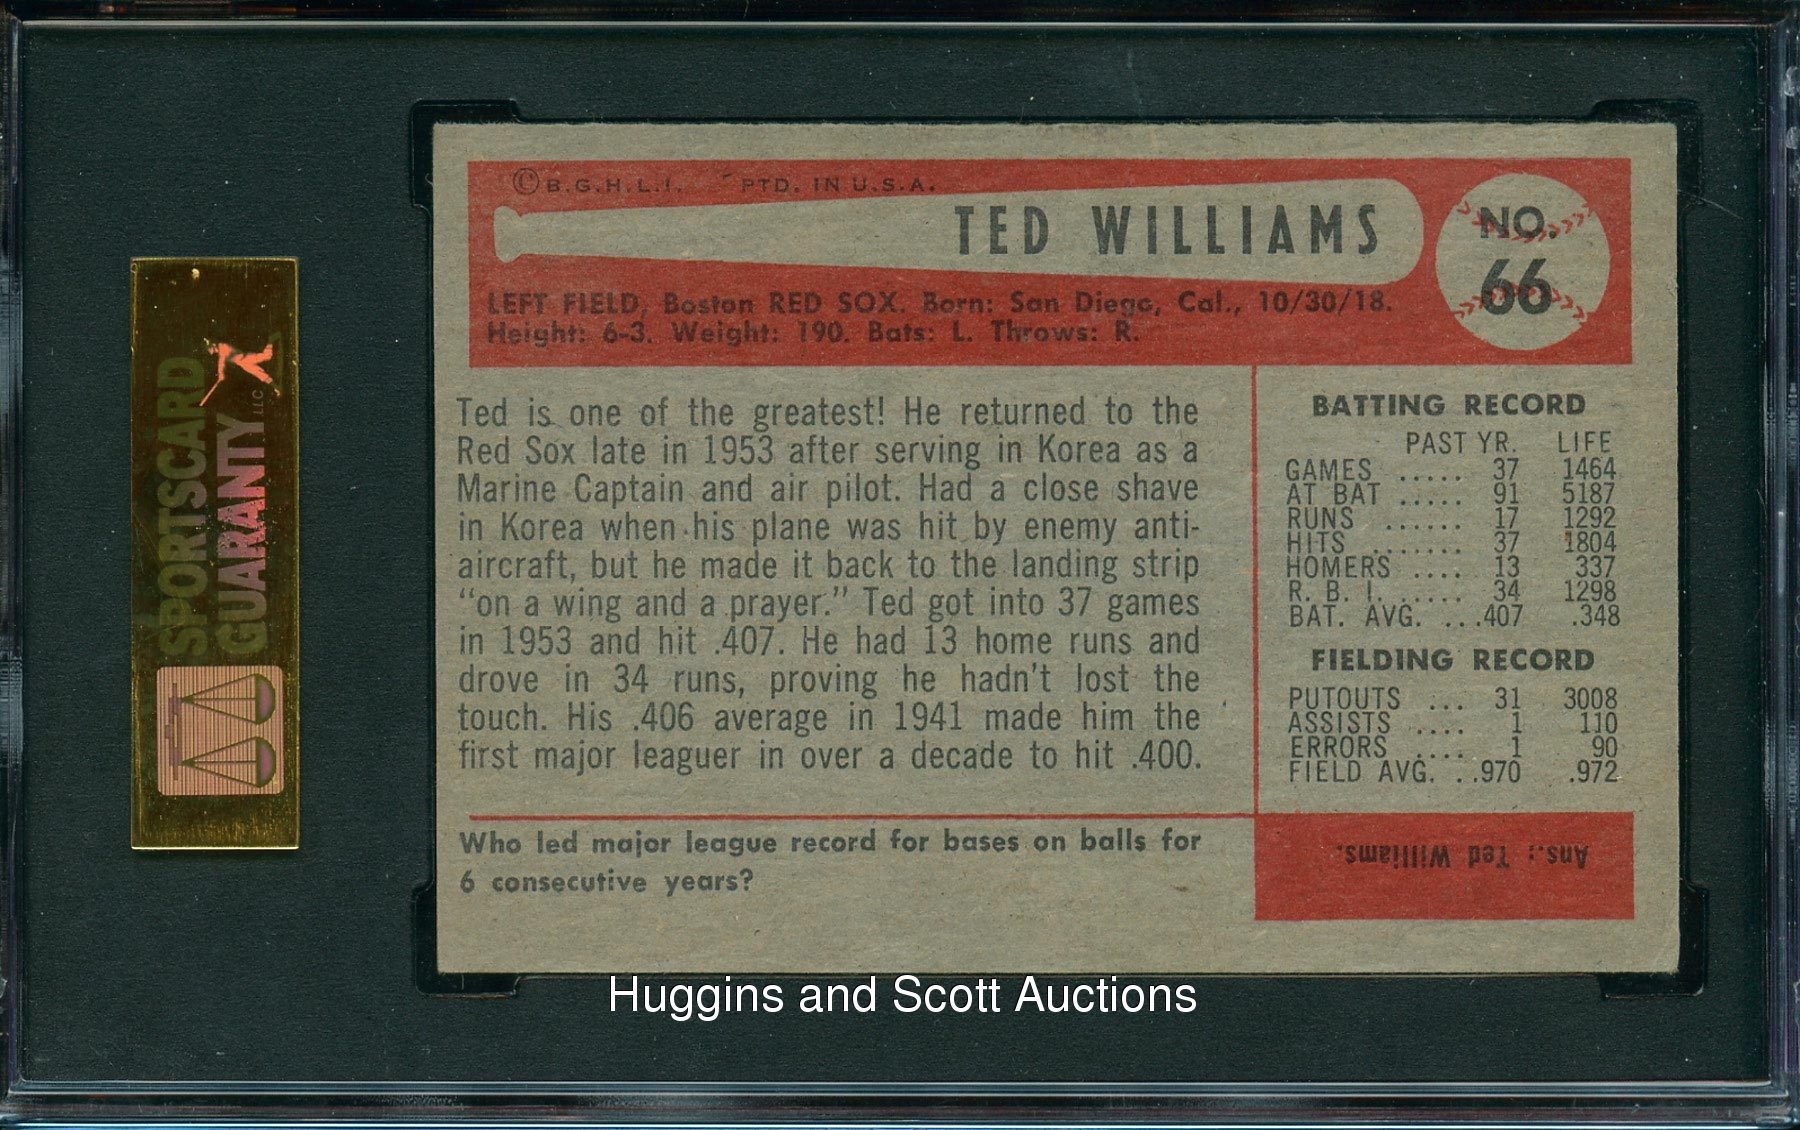 © B.G.H.L.I. PTD. IN U.S.A.
TED WILLIAMS
NO.
66
LEFT FIELD, Boston RED SOX. Born: San Diego, Cal., 10/30/18.
Height: 6-3. Weight: 190. Bats: L. Throws: R.
Ted is one of the greatest! He returned to the
Red Sox late in 1953 after serving in Korea as a
Marine Captain and air pilot. Had a close shave
in Korea when his plane was hit by enemy anti-
aircraft, but he made it back to the landing strip
“on a wing and a prayer.” Ted got into 37 games
in 1953 and hit .407. He had 13 home runs and
drove in 34 runs, proving he hadn't lost the
touch. His .406 average in 1941 made him the
first major leaguer in over a decade to hit .400.
BATTING RECORD
PAST YR. LIFE
GAMES ..... 37 1464
AT BAT ..... 91 5187
RUNS ...... 17 1292
HITS ....... 37 1804
HOMERS .... 13 337
R. B. I. ...... 34 1298
BAT. AVG. ...407 .348
FIELDING RECORD
PUTOUTS ... 31 3008
ASSISTS .... 1 110
ERRORS .... 1 90
FIELD AVG. ..970 .972
Who led major league record for bases on balls for
6 consecutive years?
Ans.: Ted Williams.
SPORTSCARD
GUARANTY LLC
Huggins and Scott Auctions